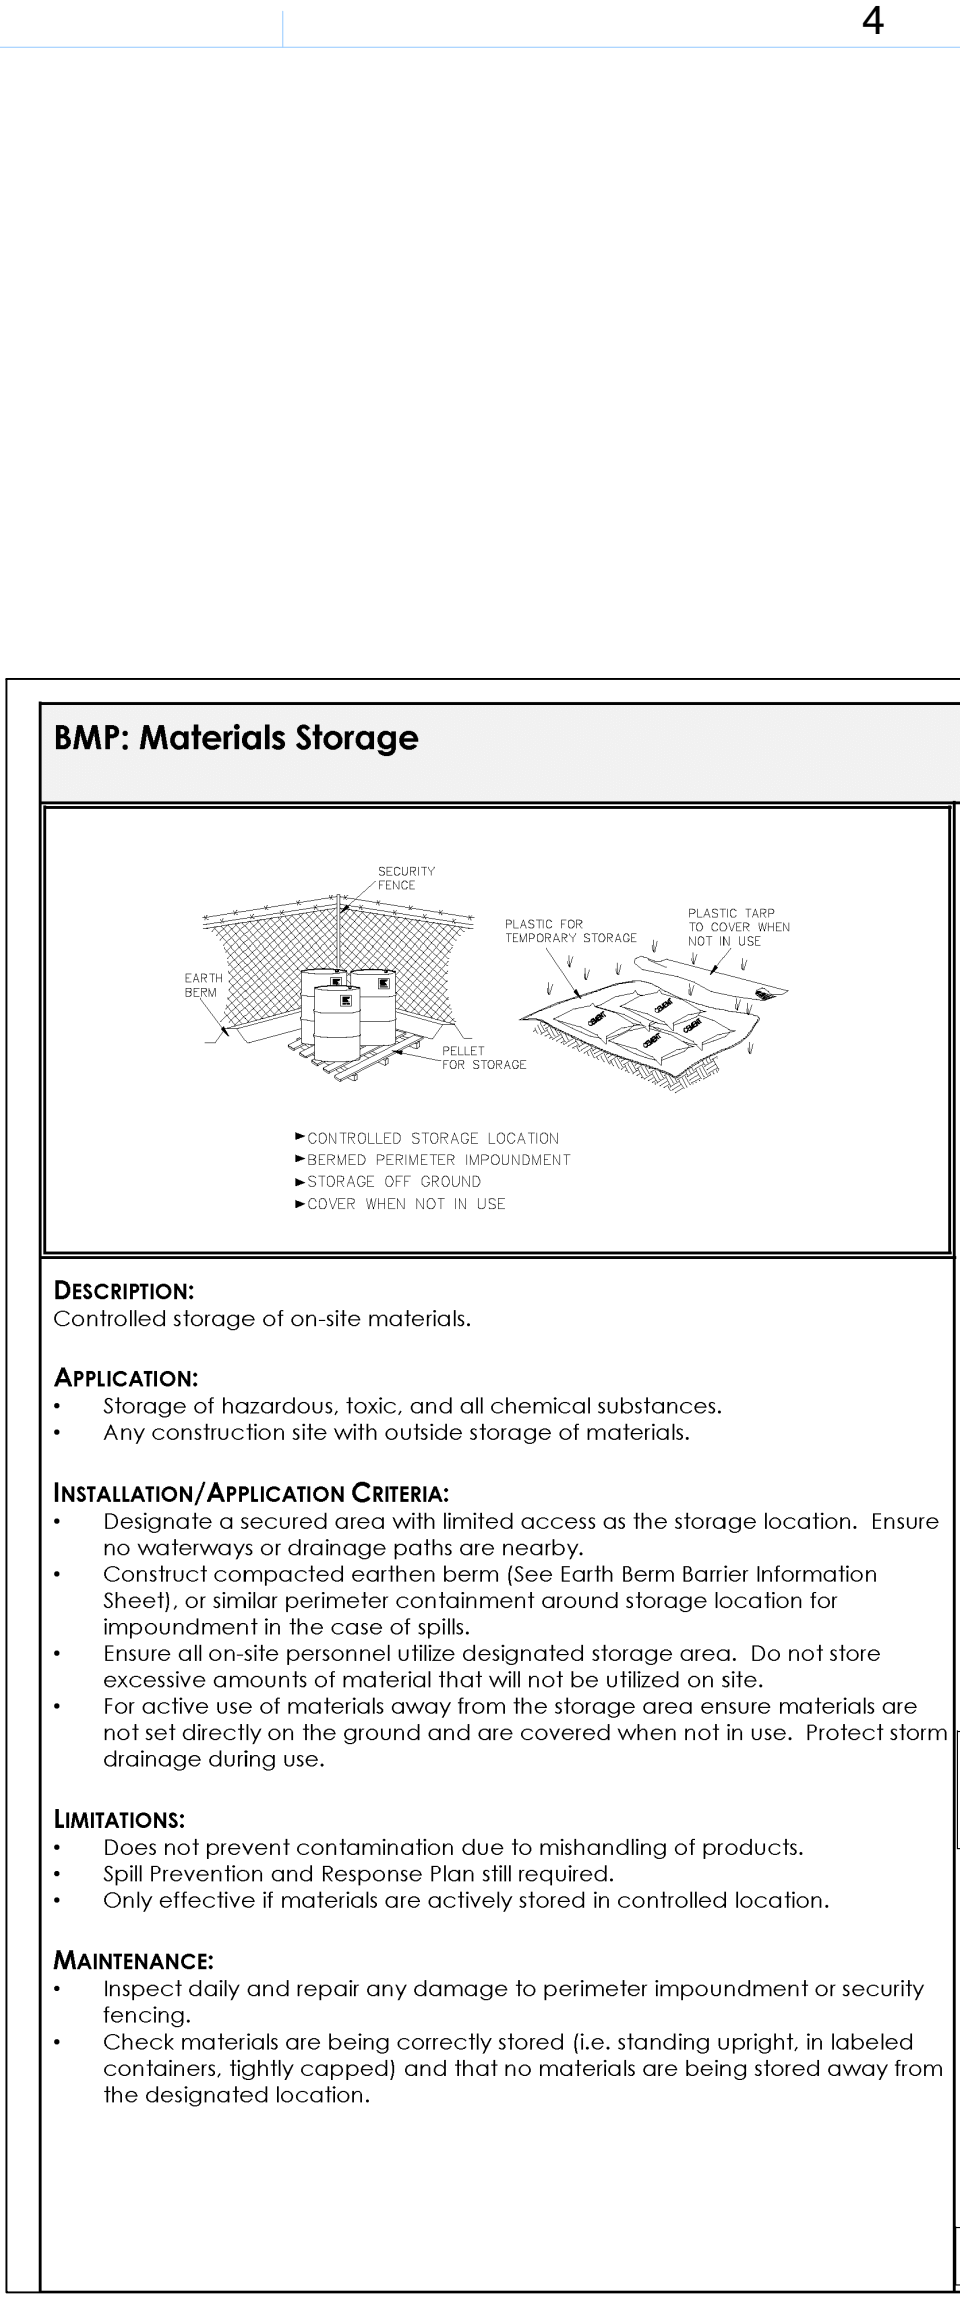 4
BMP: Materials Storage
SECURITY
FENCE
PLASTIC FOR
TEMPORARY STORAGE
PLASTIC TARP
TO COVER WHEN
NOT IN USE
EARTH
BERM
CEMENT
CEMENT
CEMENT
CEMENT
PELLET
FOR STORAGE
►CONTROLLED STORAGE LOCATION
►BERMED PERIMETER IMPOUNDMENT
►STORAGE OFF GROUND
►COVER WHEN NOT IN USE
DESCRIPTION:
Controlled storage of on-site materials.
APPLICATION:
• Storage of hazardous, toxic, and all chemical substances.
• Any construction site with outside storage of materials.
INSTALLATION/APPLICATION CRITERIA:
• Designate a secured area with limited access as the storage location. Ensure
no waterways or drainage paths are nearby.
• Construct compacted earthen berm (See Earth Berm Barrier Information
Sheet), or similar perimeter containment around storage location for
impoundment in the case of spills.
• Ensure all on-site personnel utilize designated storage area. Do not store
excessive amounts of material that will not be utilized on site.
• For active use of materials away from the storage area ensure materials are
not set directly on the ground and are covered when not in use. Protect storm
drainage during use.
LIMITATIONS:
• Does not prevent contamination due to mishandling of products.
• Spill Prevention and Response Plan still required.
• Only effective if materials are actively stored in controlled location.
MAINTENANCE:
• Inspect daily and repair any damage to perimeter impoundment or security
fencing.
• Check materials are being correctly stored (i.e. standing upright, in labeled
containers, tightly capped) and that no materials are being stored away from
the designated location.